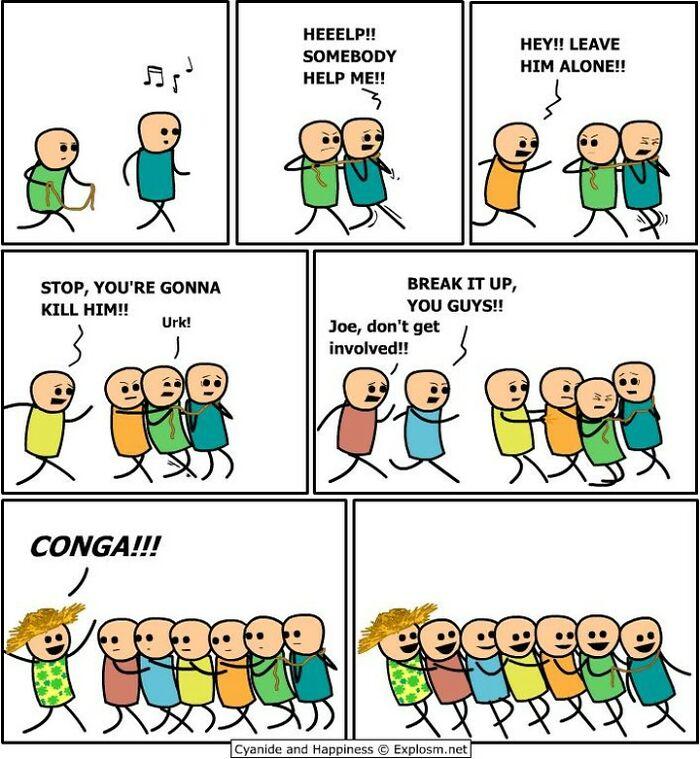 HEEELP!!
SOMEBODY
HELP ME!!
HEY!! LEAVE
HIM ALONE!!
STOP, YOU'RE GONNA
KILL HIM!!
Urk!
BREAK IT UP,
YOU GUYS!!
Joe, don't get
involved!!
CONGA!!!
Cyanide and Happiness © Explosm.net